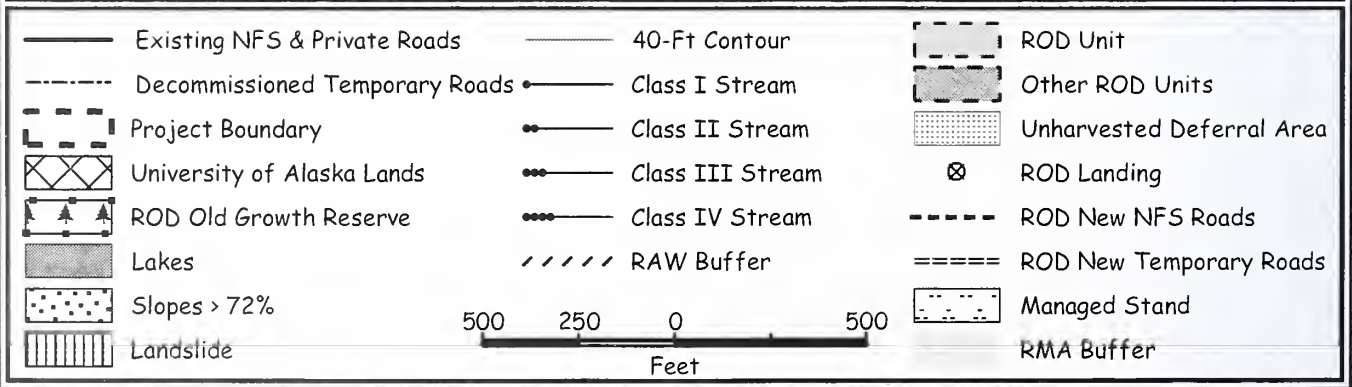 Existing NFS & Private Roads
Decommissioned Temporary Roads
Project Boundary
University of Alaska Lands
ROD Old Growth Reserve
Lakes
Slopes > 72%
Landslide
40-Ft Contour
Class I Stream
Class II Stream
Class III Stream
Class IV Stream
RAW Buffer
500 250 0 500
Feet
ROD Unit
Other ROD Units
Unharvested Deferral Area
ROD Landing
ROD New NFS Roads
ROD New Temporary Roads
Managed Stand
RMA Buffer